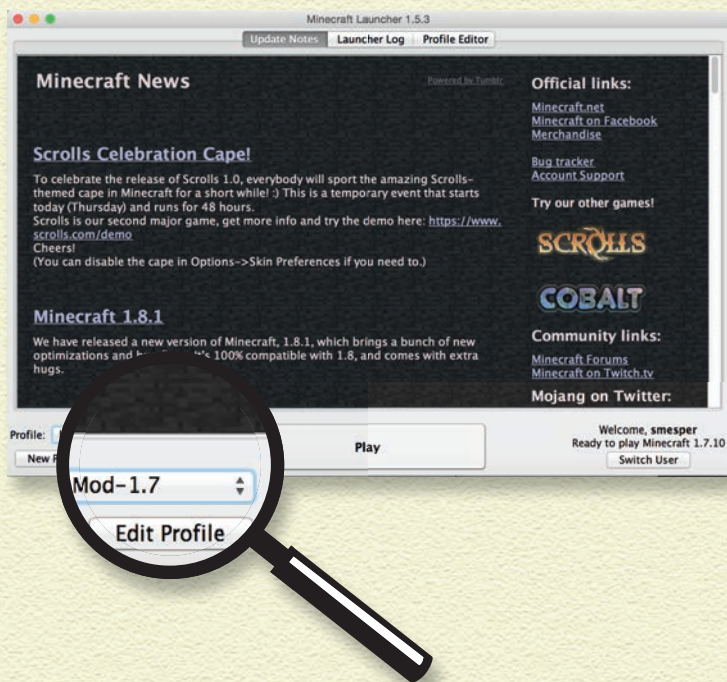 Minecraft Launcher 1.5.3
Update Notes Launcher Log Profile Editor
Minecraft News
Powered by Tumblr
Scrolls Celebration Cape!
To celebrate the release of Scrolls 1.0, everybody will sport the amazing Scrolls-
themed cape in Minecraft for a short while! :) This is a temporary event that starts
today (Thursday) and runs for 48 hours.
Scrolls is our second major game, get more info and try the demo here: https://www.
scrolls.com/demo
Cheers!
(You can disable the cape in Options->Skin Preferences if you need to.)
Minecraft 1.8.1
We have released a new version of Minecraft, 1.8.1, which brings a bunch of new
optimizations and 100% compatible with 1.8, and comes with extra
hugs.
Official links:
Minecraft.net
Minecraft on Facebook
Merchandise
Bug tracker
Account Support
Try our other games!
SCROLLS
COBALT
Community links:
Minecraft Forums
Minecraft on Twitch.tv
Mojang on Twitter:
Profile:
New
Play
Welcome, smesper
Ready to play Minecraft 1.7.10
Switch User
Mod-1.7
Edit Profile